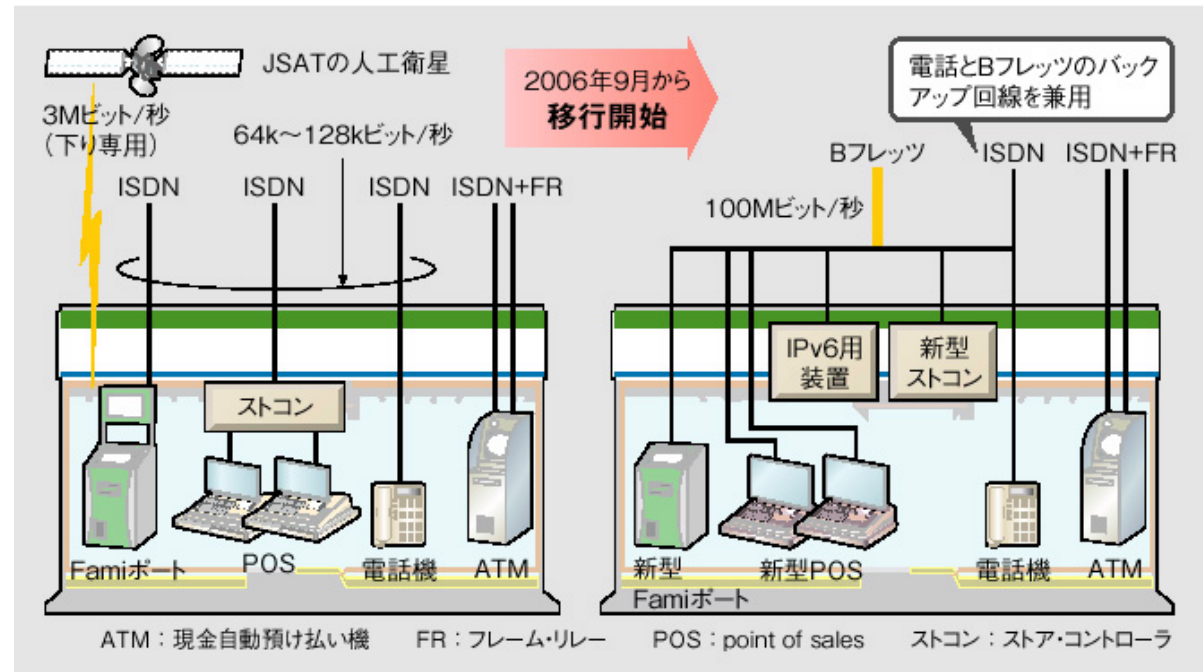 JSATの人工衛星
3Mビット/秒
（下り専用）
64k～128kビット/秒
ISDN
ISDN
ISDN
ISDN+FR
ストコン
Famiポート
POS
電話機
ATM
2006年9月から
移行開始
電話とBフレッツのバック
アップ回線を兼用
Bフレッツ
ISDN
ISDN+FR
100Mビット/秒
IPv6用
装置
新型
ストコン
新型
Famiポート
新型POS
電話機
ATM
ATM：現金自動預け払い機　FR：フレーム・リレー　POS：point of sales　ストコン：ストア・コントローラ